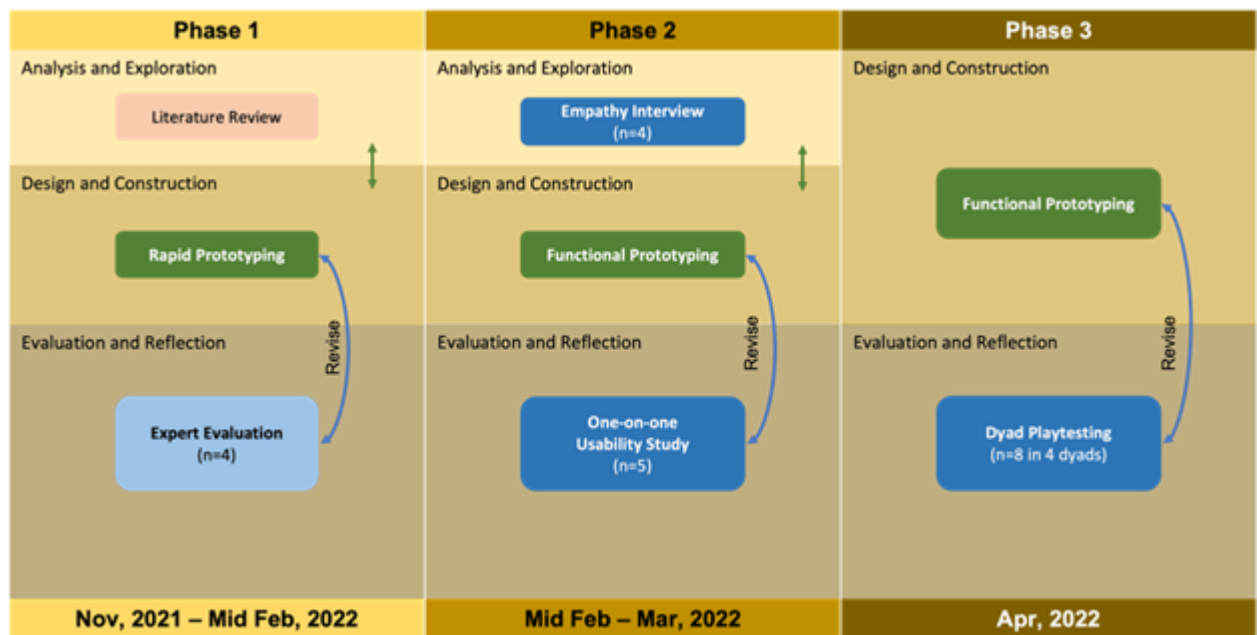 Phase 1
Analysis and Exploration
Literature Review
Design and Construction
Rapid Prototyping
Revise
Evaluation and Reflection
Expert Evaluation
(n=4)
Nov, 2021 – Mid Feb, 2022
Phase 2
Analysis and Exploration
Empathy Interview
(n=4)
Design and Construction
Functional Prototyping
Revise
Evaluation and Reflection
One-on-one
Usability Study
(n=5)
Mid Feb – Mar, 2022
Phase 3
Design and Construction
Functional Prototyping
Revise
Evaluation and Reflection
Dyad Playtesting
(n=8 in 4 dyads)
Apr, 2022